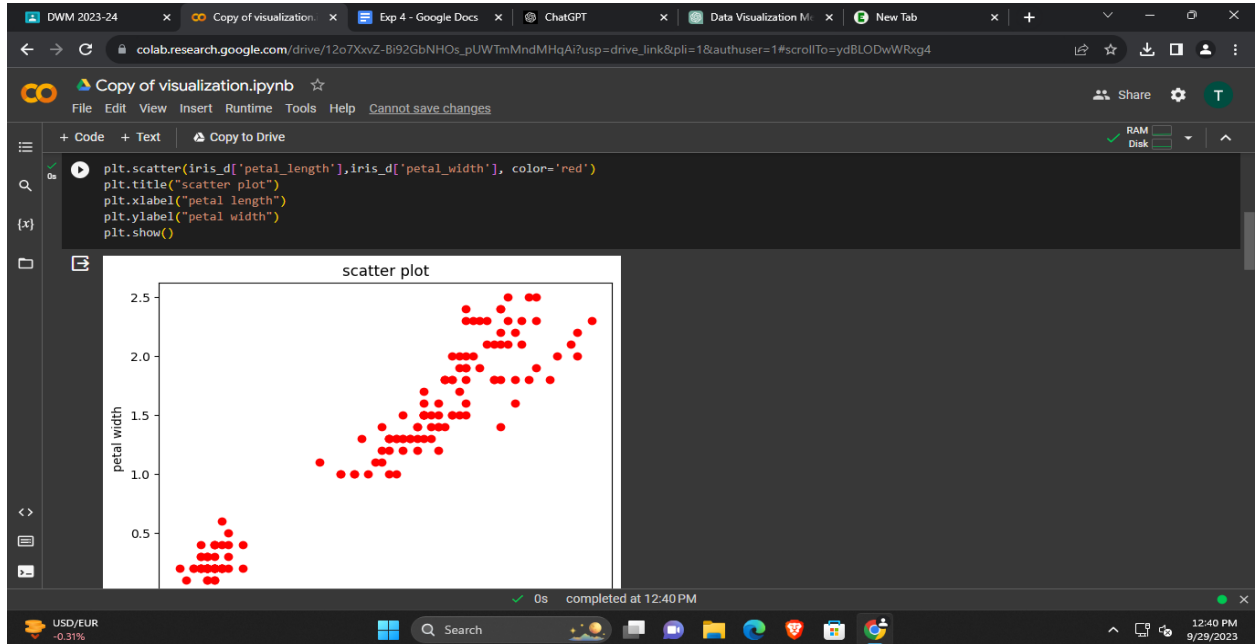 DWM 2023-24
Copy of visualization.
Exp 4 - Google Docs
ChatGPT
Data Visualization Me
New Tab
colab.research.google.com/drive/12o7XxvZ-Bi92GbNHOs_pUWTmMndMHqAi?usp=drive_link&pli=1&authuser=1#scrollTo=ydBLODwWRxg4
Copy of visualization.ipynb
File Edit View Insert Runtime Tools Help Cannot save changes
Share
T
+ Code + Text Copy to Drive
RAM
Disk
0s
{x}
plt.scatter(iris_d['petal_length'],iris_d['petal_width'], color='red')
plt.title("scatter plot")
plt.xlabel("petal length")
plt.ylabel("petal width")
plt.show()
scatter plot
2.5
2.0
1.5
1.0
0.5
petal width
0s completed at 12:40 PM
USD/EUR
-0.31%
Search
12:40 PM
9/29/2023